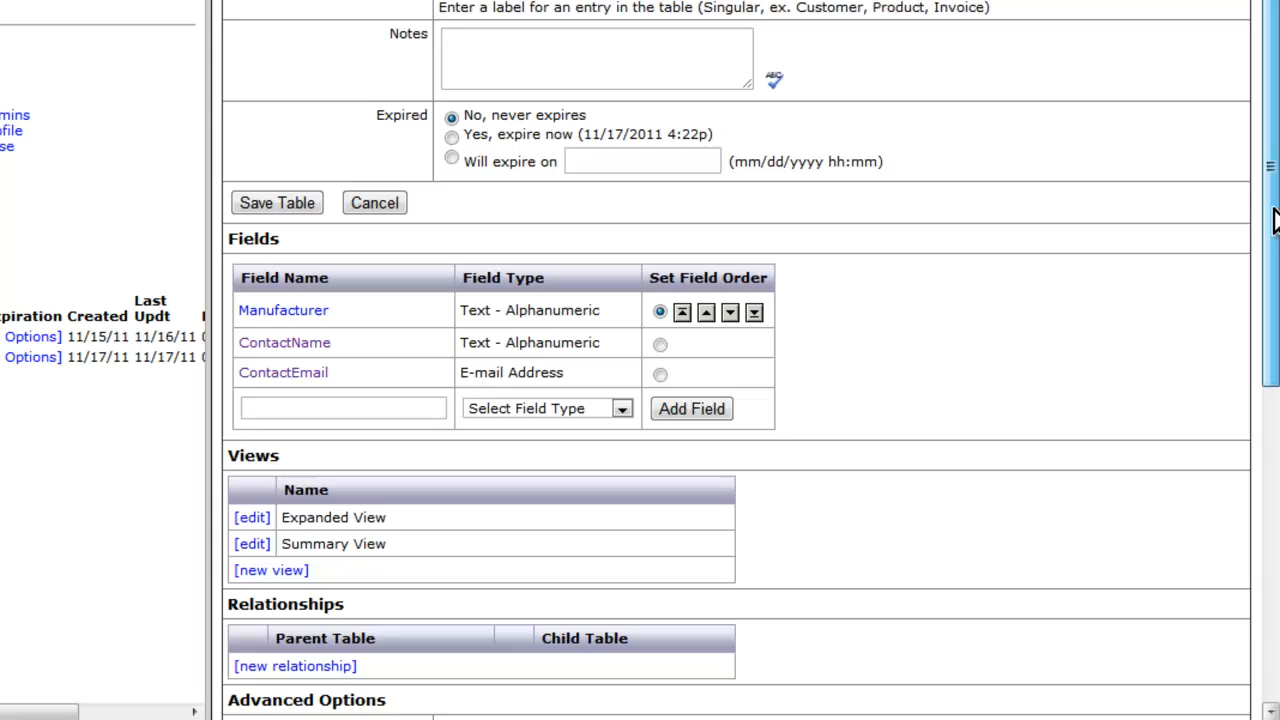 mins
ofile
se
Last
xpiration Created Updt
Options] 11/15/11 11/16/11
Options] 11/17/11 11/17/11
Enter a label for an entry in the table (Singular, ex. Customer, Product, Invoice)
Notes
ABC
Expired
No, never expires
Yes, expire now (11/17/2011 4:22p)
Will expire on (mm/dd/yyyy hh:mm)
Save Table Cancel
Fields
Field Name Field Type Set Field Order
Manufacturer Text - Alphanumeric
ContactName Text - Alphanumeric
ContactEmail E-mail Address
Select Field Type Add Field
Views
Name
[edit] Expanded View
[edit] Summary View
[new view]
Relationships
Parent Table Child Table
[new relationship]
Advanced Options